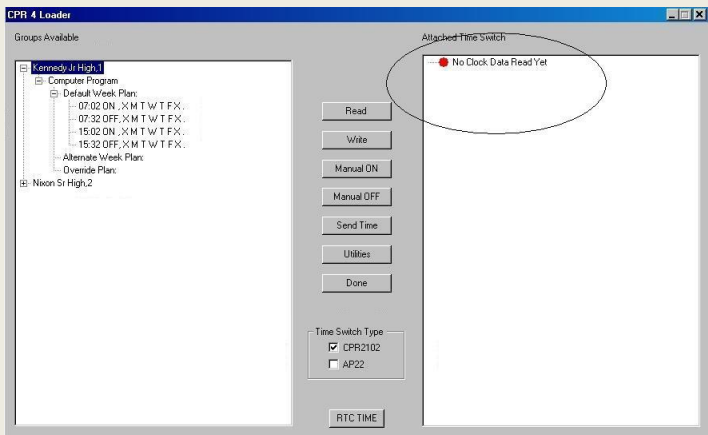 CPR 4 Loader
Groups Available
Kennedy Jr High,1
Computer Program
Default Week Plan:
07:02 ON , X M T W T F X .
07:32 OFF, X M T W T F X .
15:02 ON , X M T W T F X .
15:32 OFF, X M T W T F X .
Alternate Week Plan:
Override Plan:
Nixon Sr High,2
Read
Write
Manual ON
Manual OFF
Send Time
Utilities
Done
Time Switch Type
CPR2102
AP22
RTC TIME
Attached Time Switch
No Clock Data Read Yet